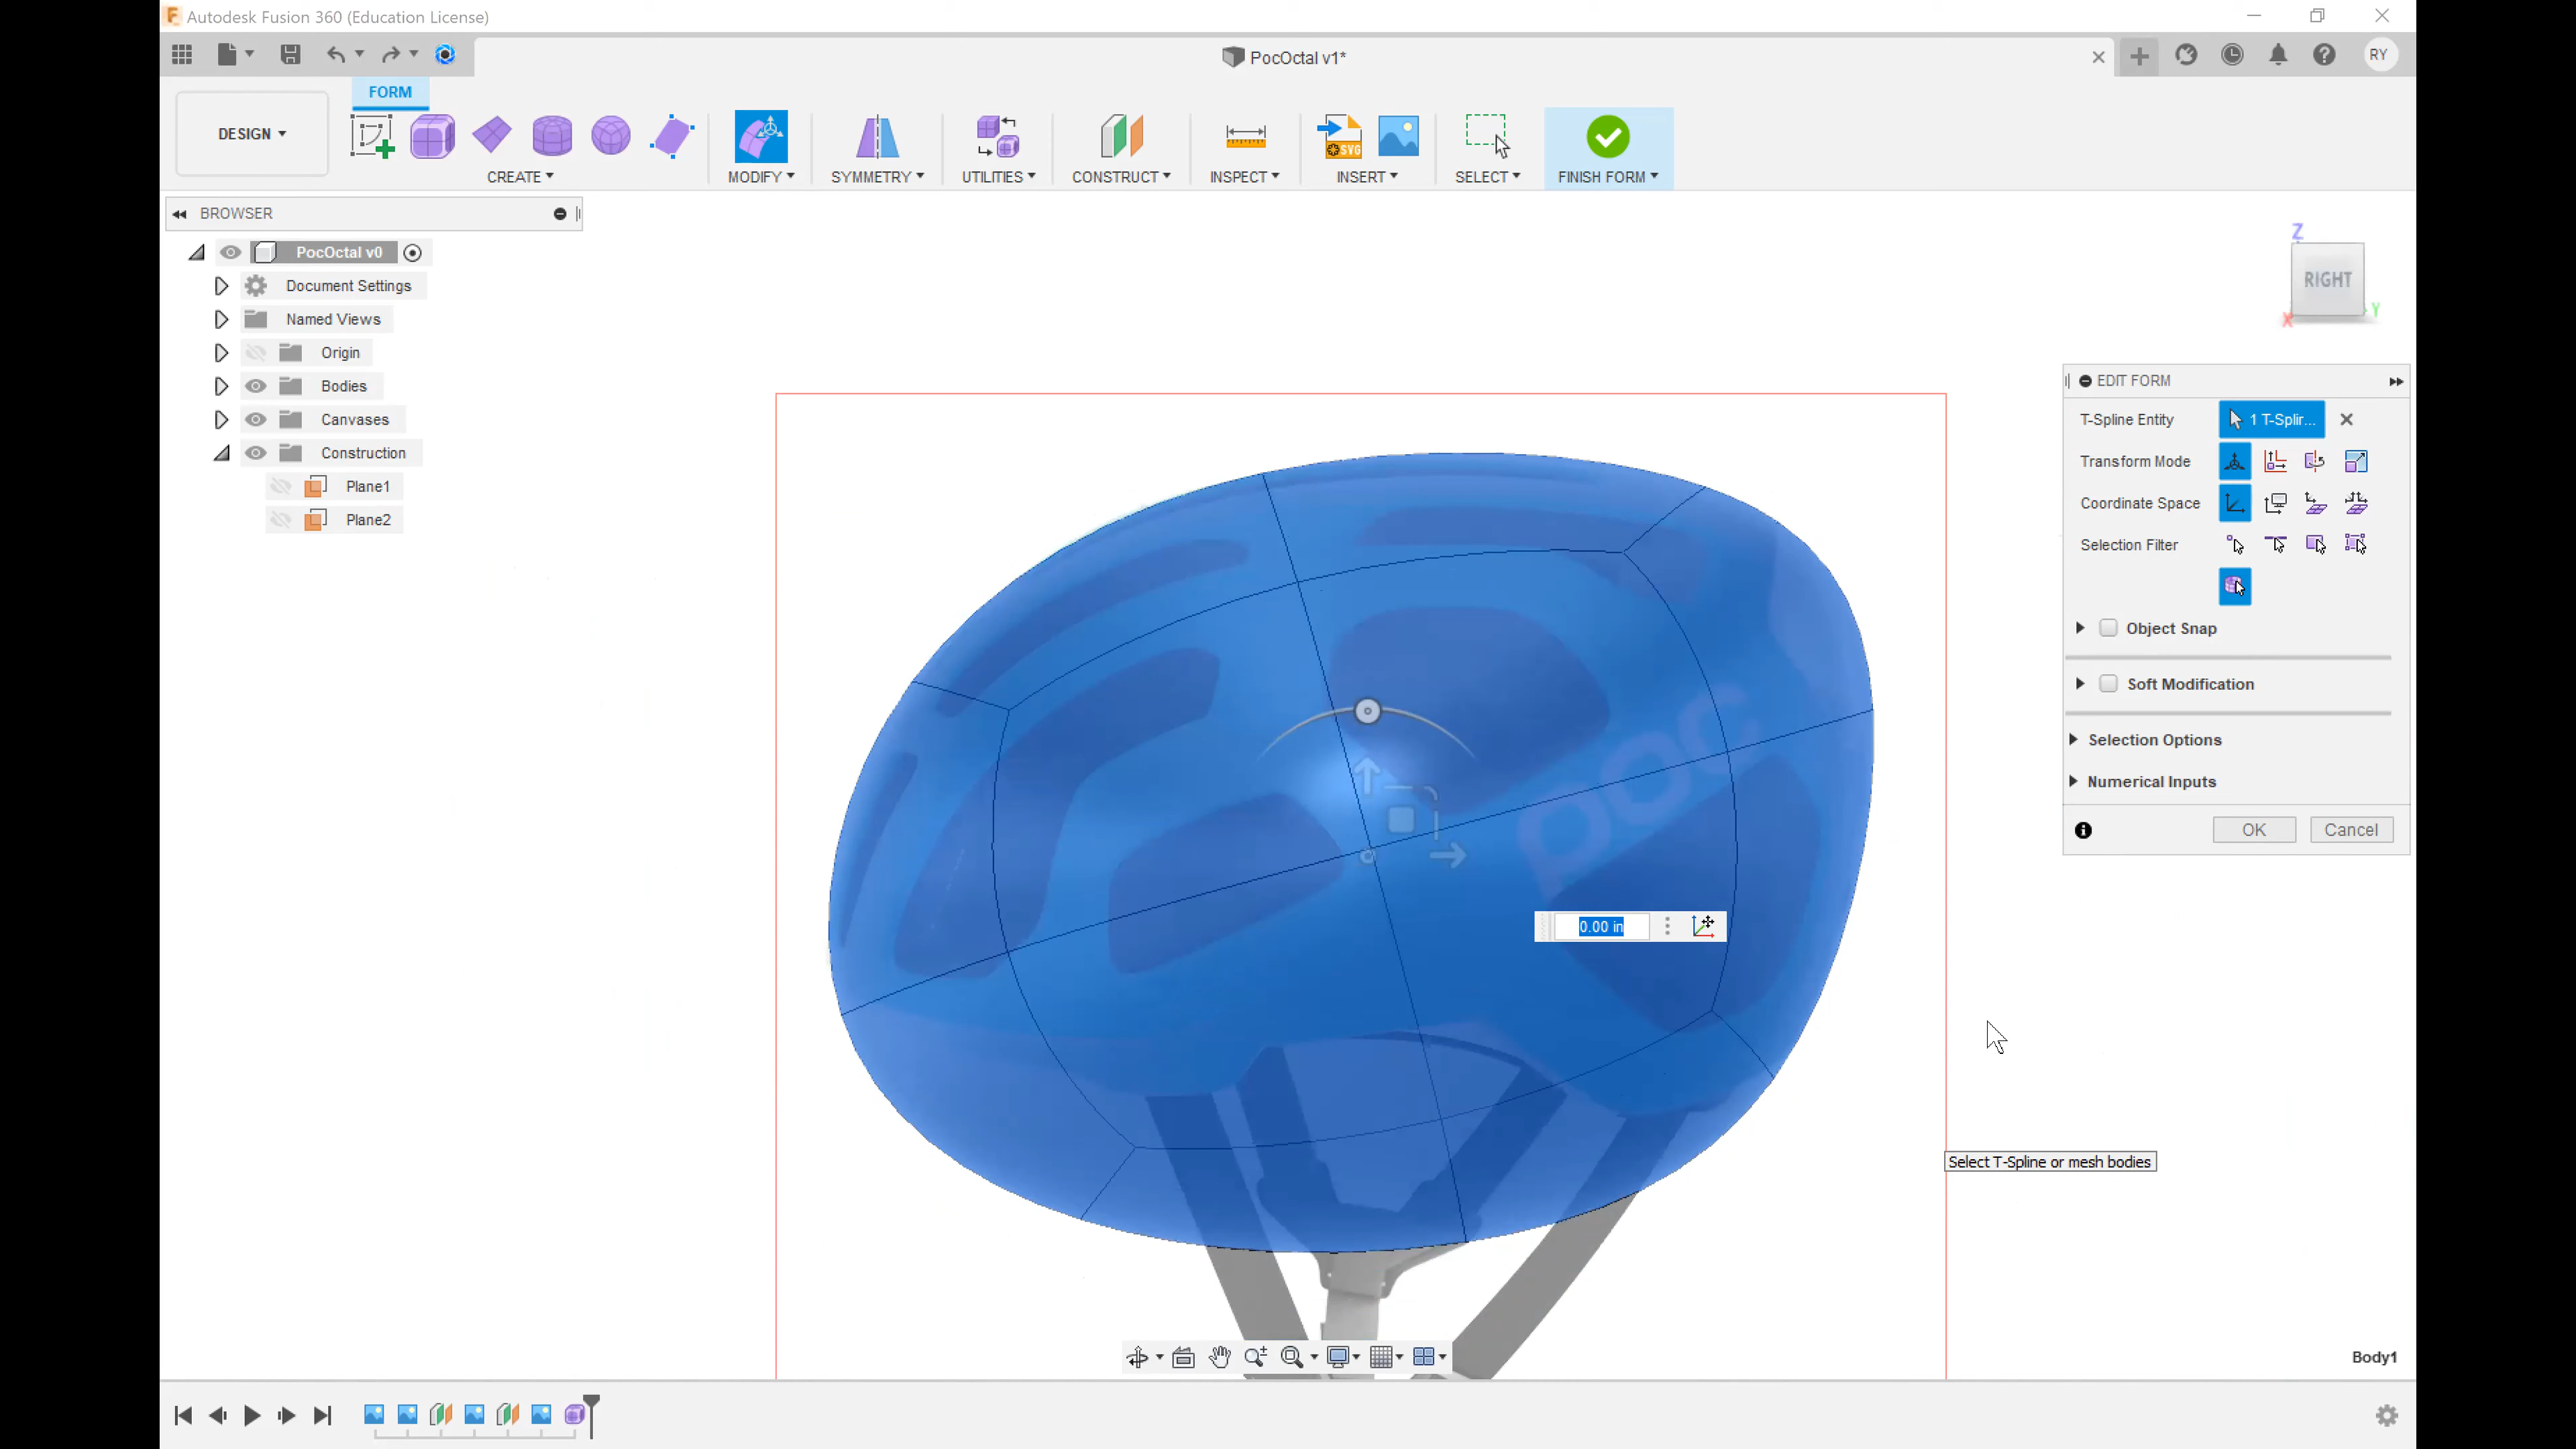 Autodesk Fusion 360 (Education License)
PocOctal v1*
RY
FORM
DESIGN
CREATE
MODIFY
SYMMETRY
UTILITIES
CONSTRUCT
INSPECT
SVG
INSERT
SELECT
FINISH FORM
BROWSER
PocOctal v0
Document Settings
Named Views
Origin
Bodies
Canvases
Construction
Plane1
Plane2
Z
RIGHT
Y
X
EDIT FORM
T-Spline Entity
1 T-Splir...
Transform Mode
Coordinate Space
Selection Filter
Object Snap
Soft Modification
Selection Options
Numerical Inputs
OK
Cancel
poc
0.00 in
Select T-Spline or mesh bodies
Body1